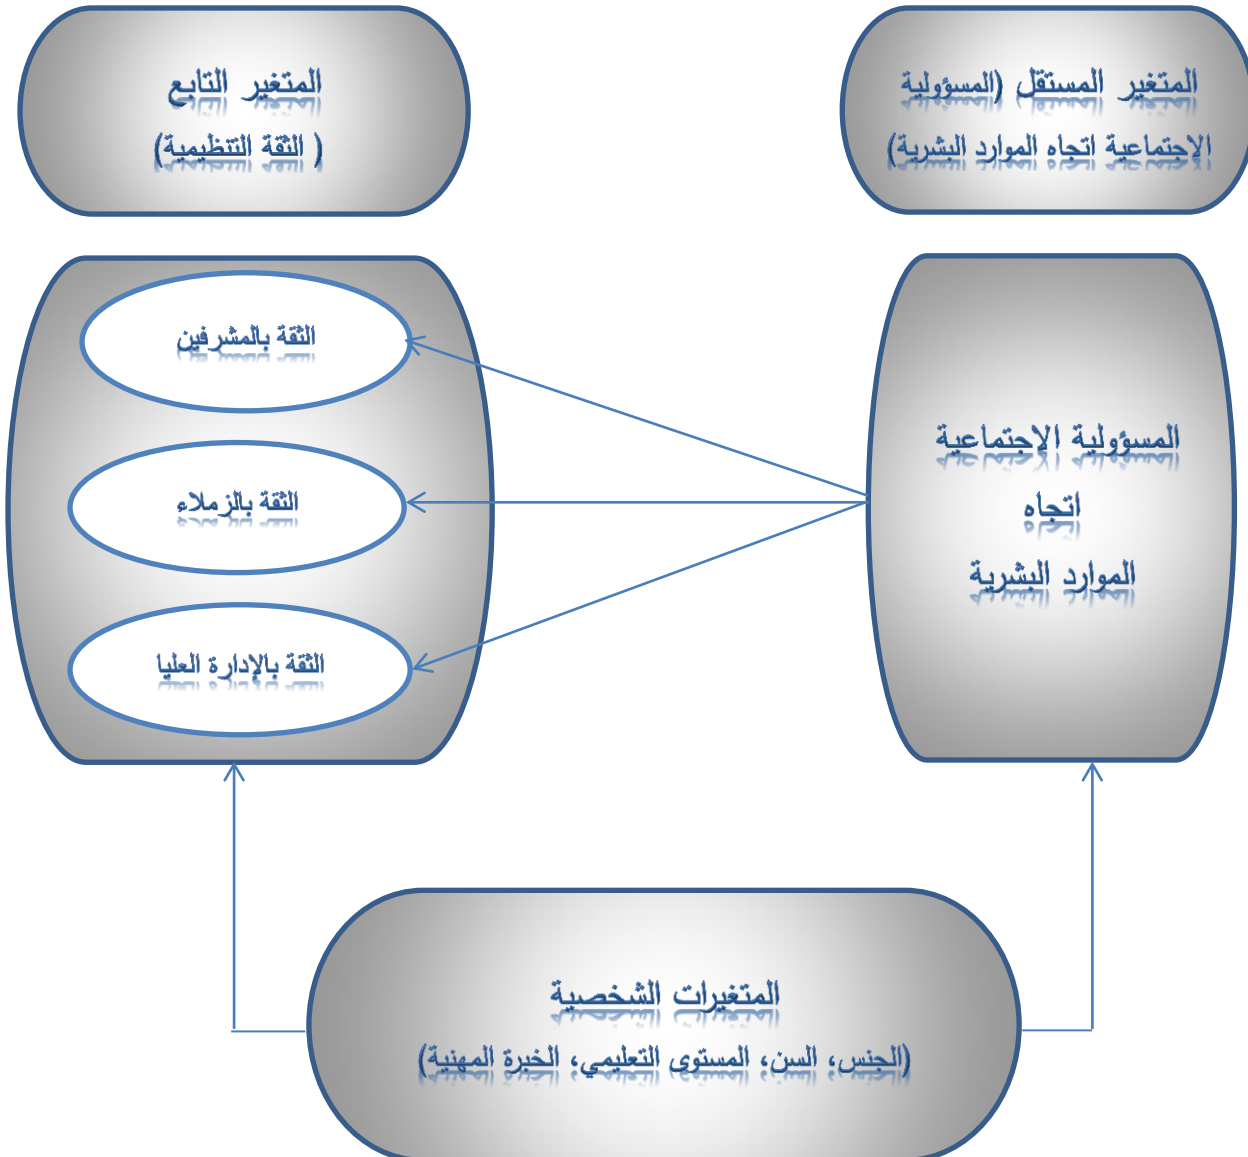 المتغير المستقل (المسؤولية
الاجتماعية اتجاه الموارد البشرية)
المتغير التابع
( الثقة التنظيمية)
المسؤولية الاجتماعية
اتجاه
الموارد البشرية
الثقة بالمشرفين
الثقة بالزملاء
الثقة بالإدارة العليا
المتغيرات الشخصية
(الجنس، السن، المستوى التعليمي، الخبرة المهنية)